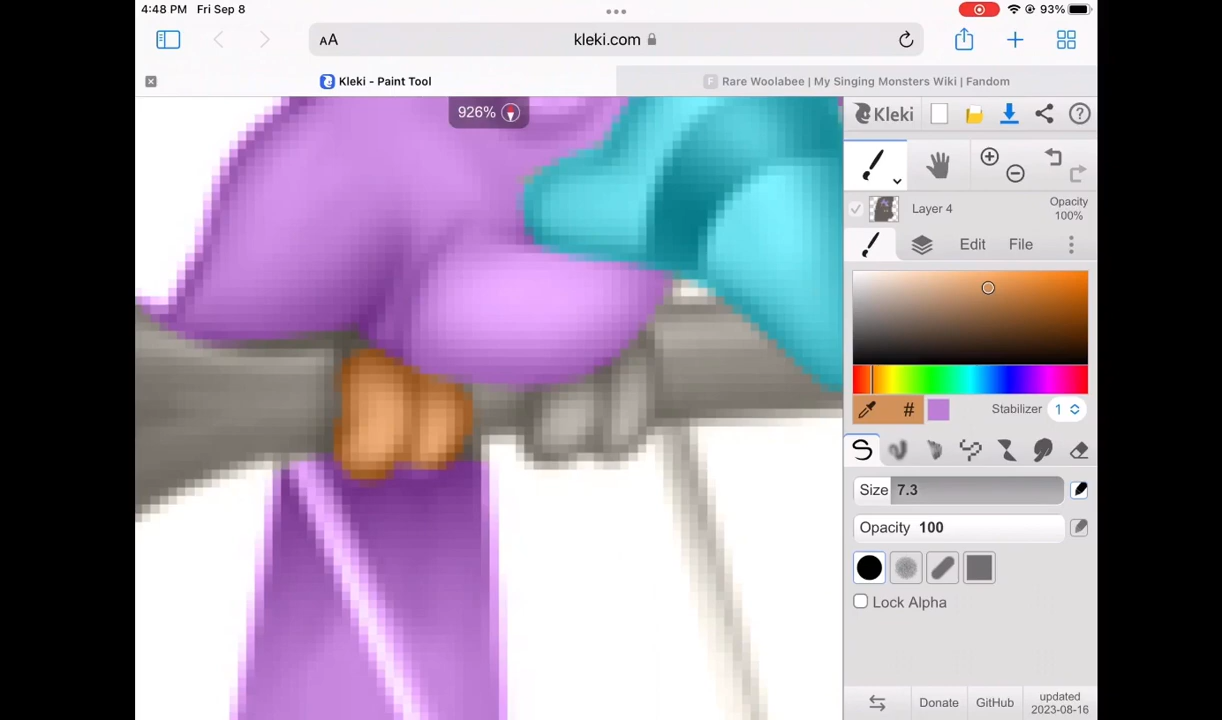 4:48 PM Fri Sep 8
93%
AA
kleki.com
Kleki - Paint Tool
F Rare Woolabee | My Singing Monsters Wiki | Fandom
926%
Kleki
?
Layer 4
Opacity
100%
Edit File
#
Stabilizer 1
Size 7.3
Opacity 100
Lock Alpha
Donate GitHub updated
2023-08-16